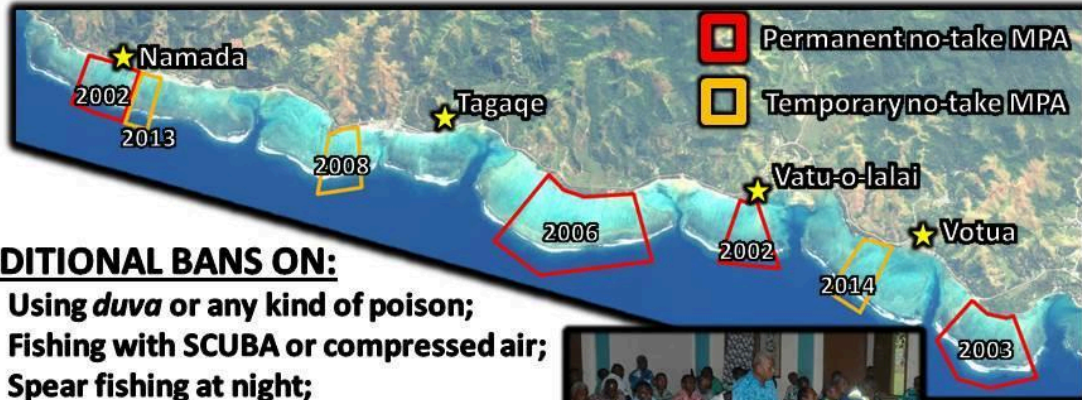 Permanent no-take MPA
Namada
2002
Temporary no-take MPA
2013
Tagaqe
2008
Vatu-o-lalai
2006
2002
Votua
2014
2003
DITIONAL BANS ON:
Using duva or any kind of poison;
Fishing with SCUBA or compressed air;
Spear fishing at night;